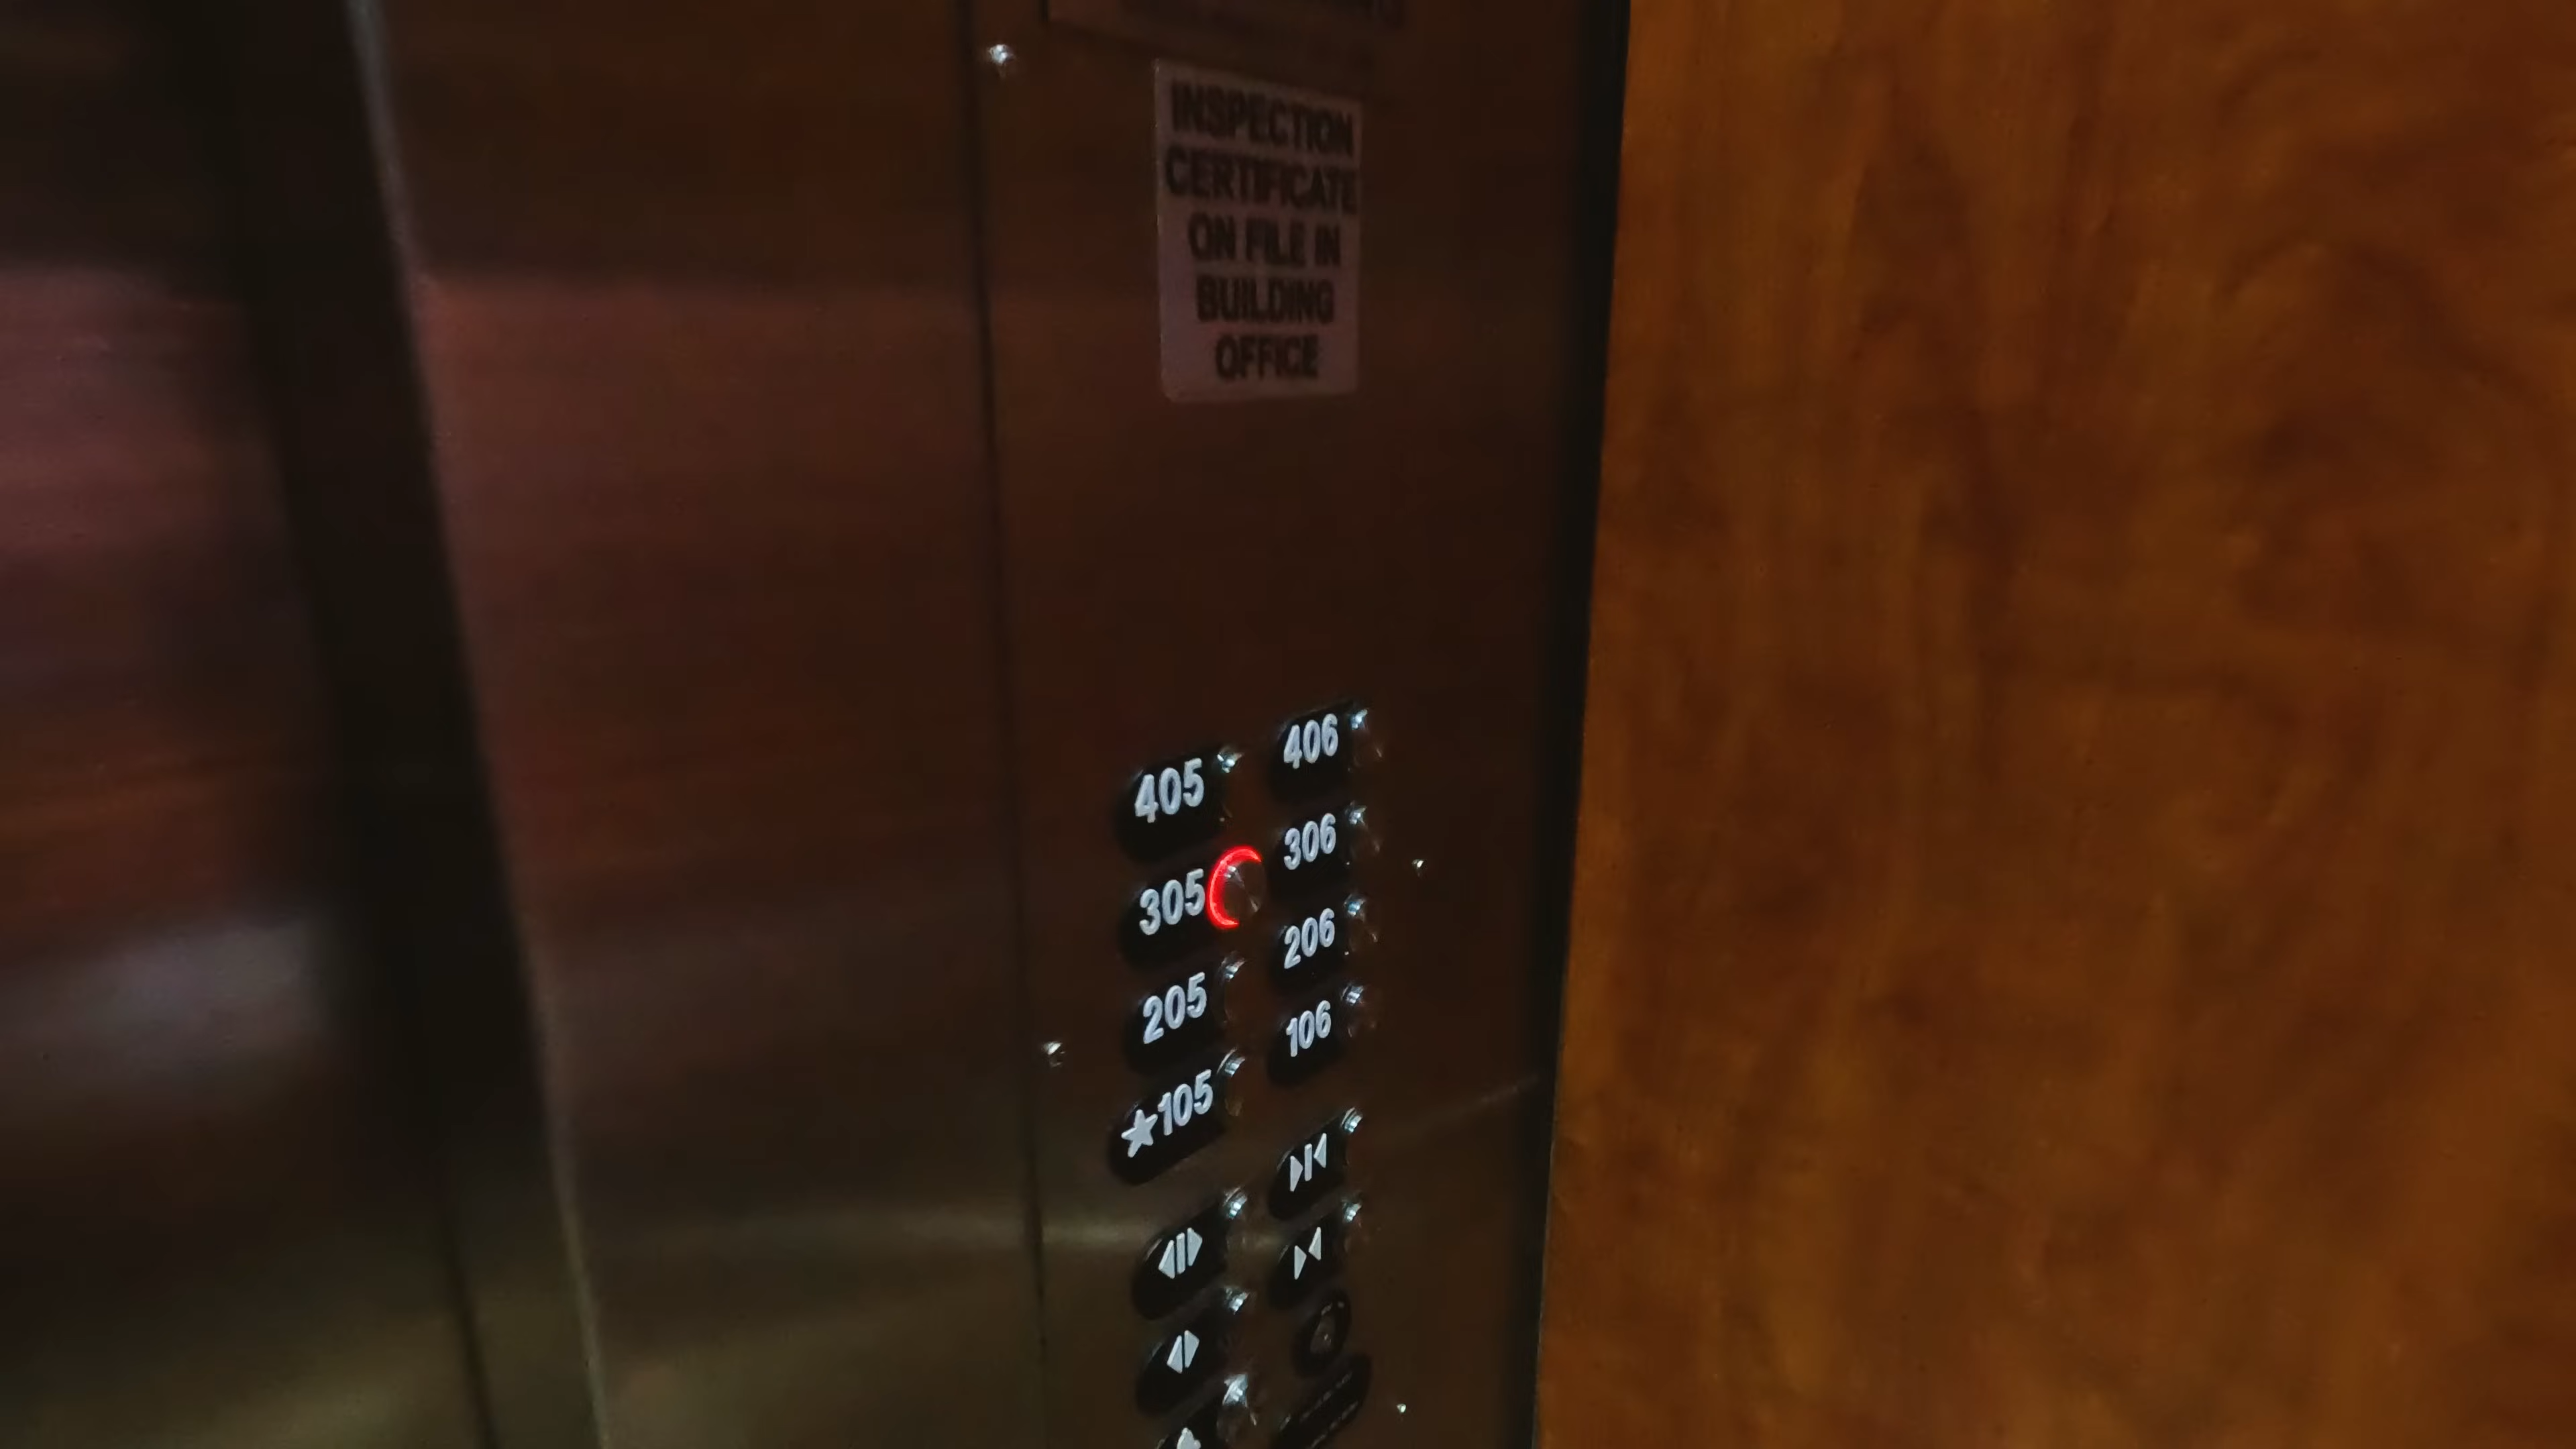 INSPECTION
CERTIFICATE
ON FILE IN
BUILDING
OFFICE
405
406
305
306
205
206
★105
106